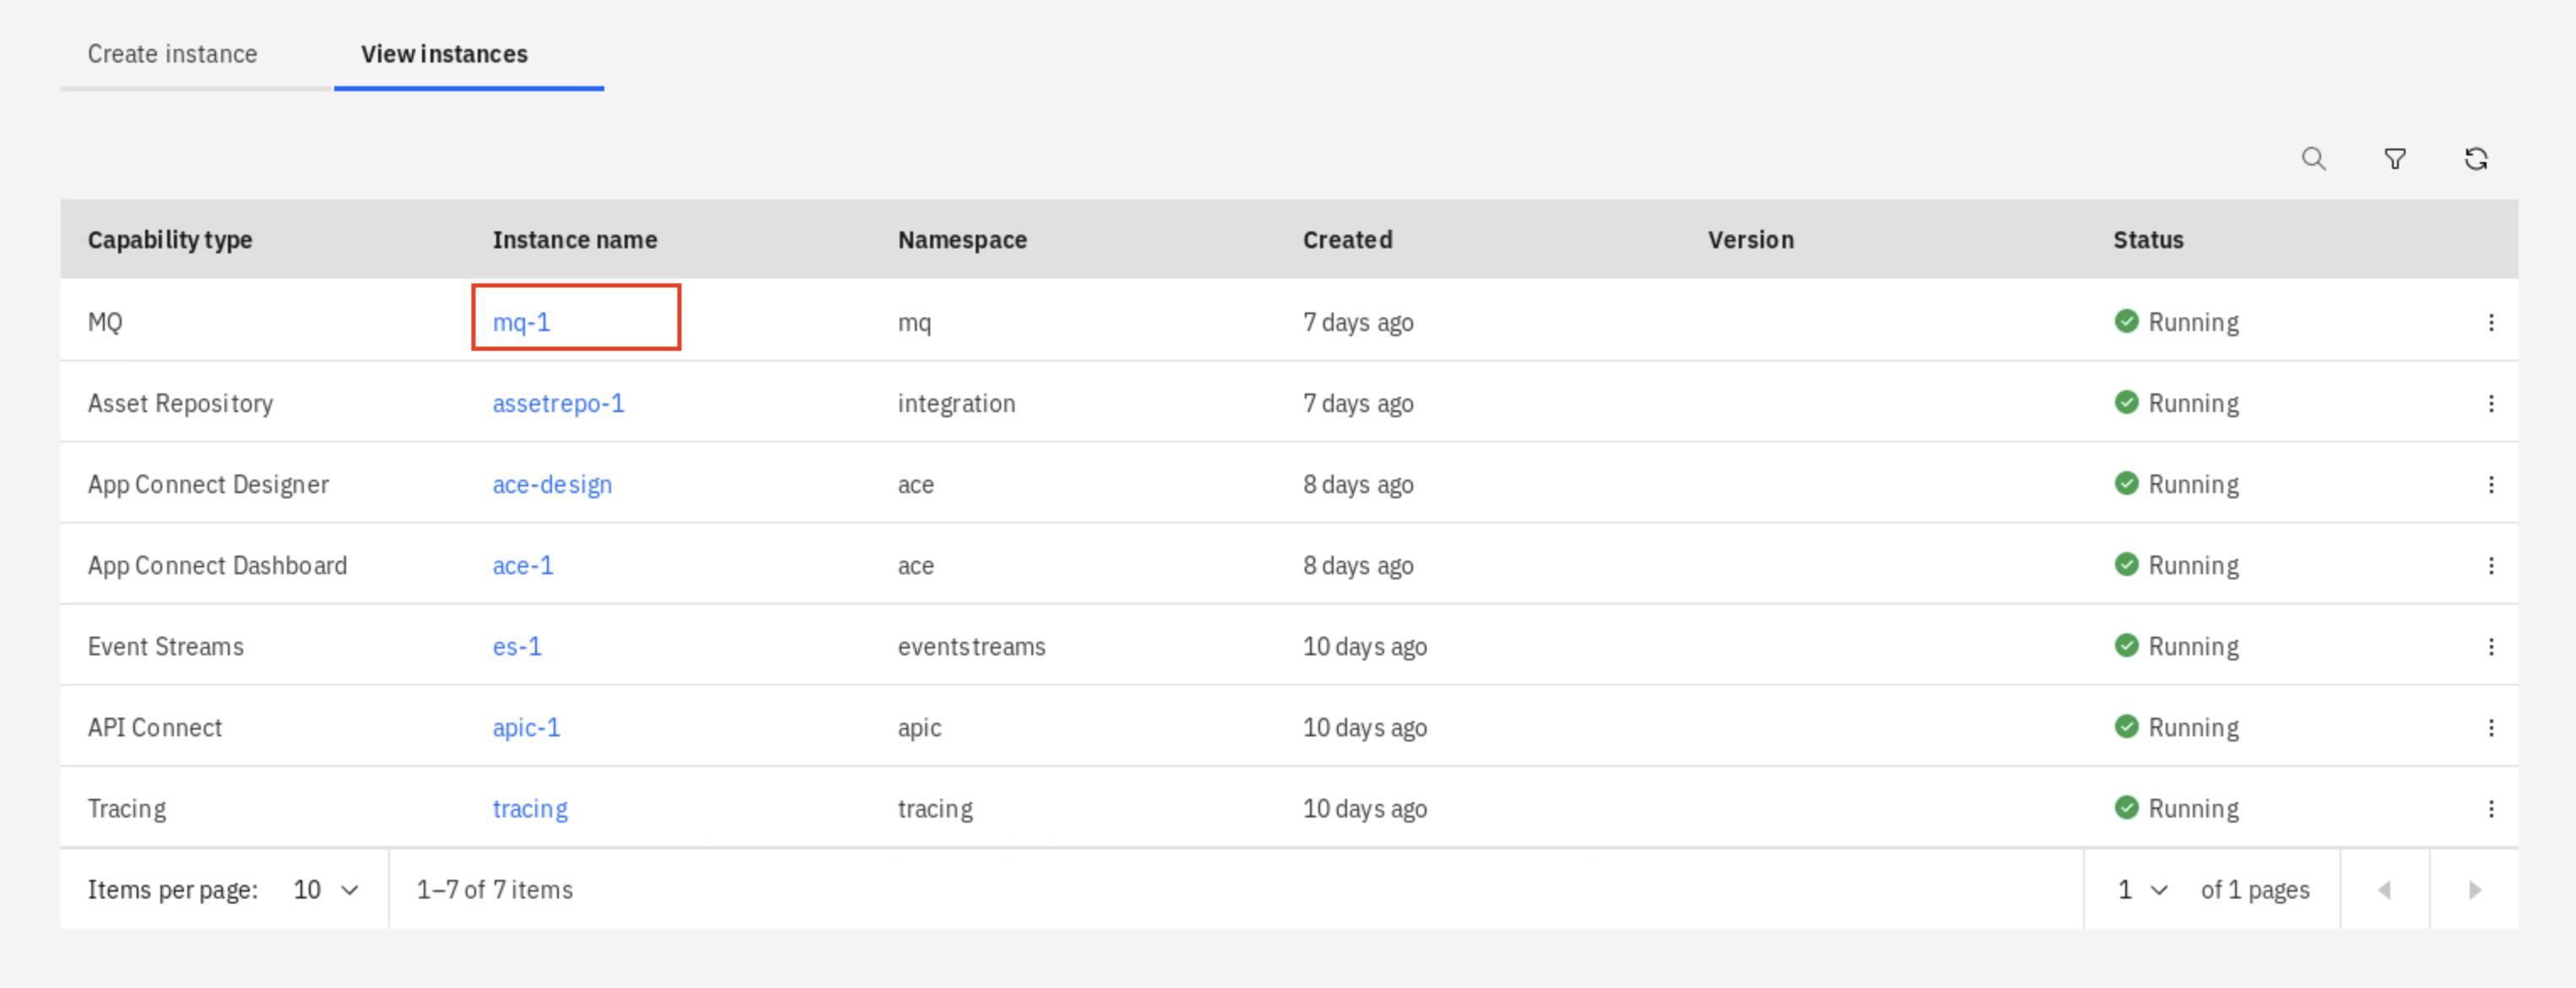 Create instance View instances
Capability type Instance name Namespace Created Version Status
MQ mq-1 mq 7 days ago Running
Asset Repository assetrepo-1 integration 7 days ago Running
App Connect Designer ace-design ace 8 days ago Running
App Connect Dashboard ace-1 ace 8 days ago Running
Event Streams es-1 eventstreams 10 days ago Running
API Connect apic-1 apic 10 days ago Running
Tracing tracing tracing 10 days ago Running
Items per page: 10 1–7 of 7 items 1 of 1 pages